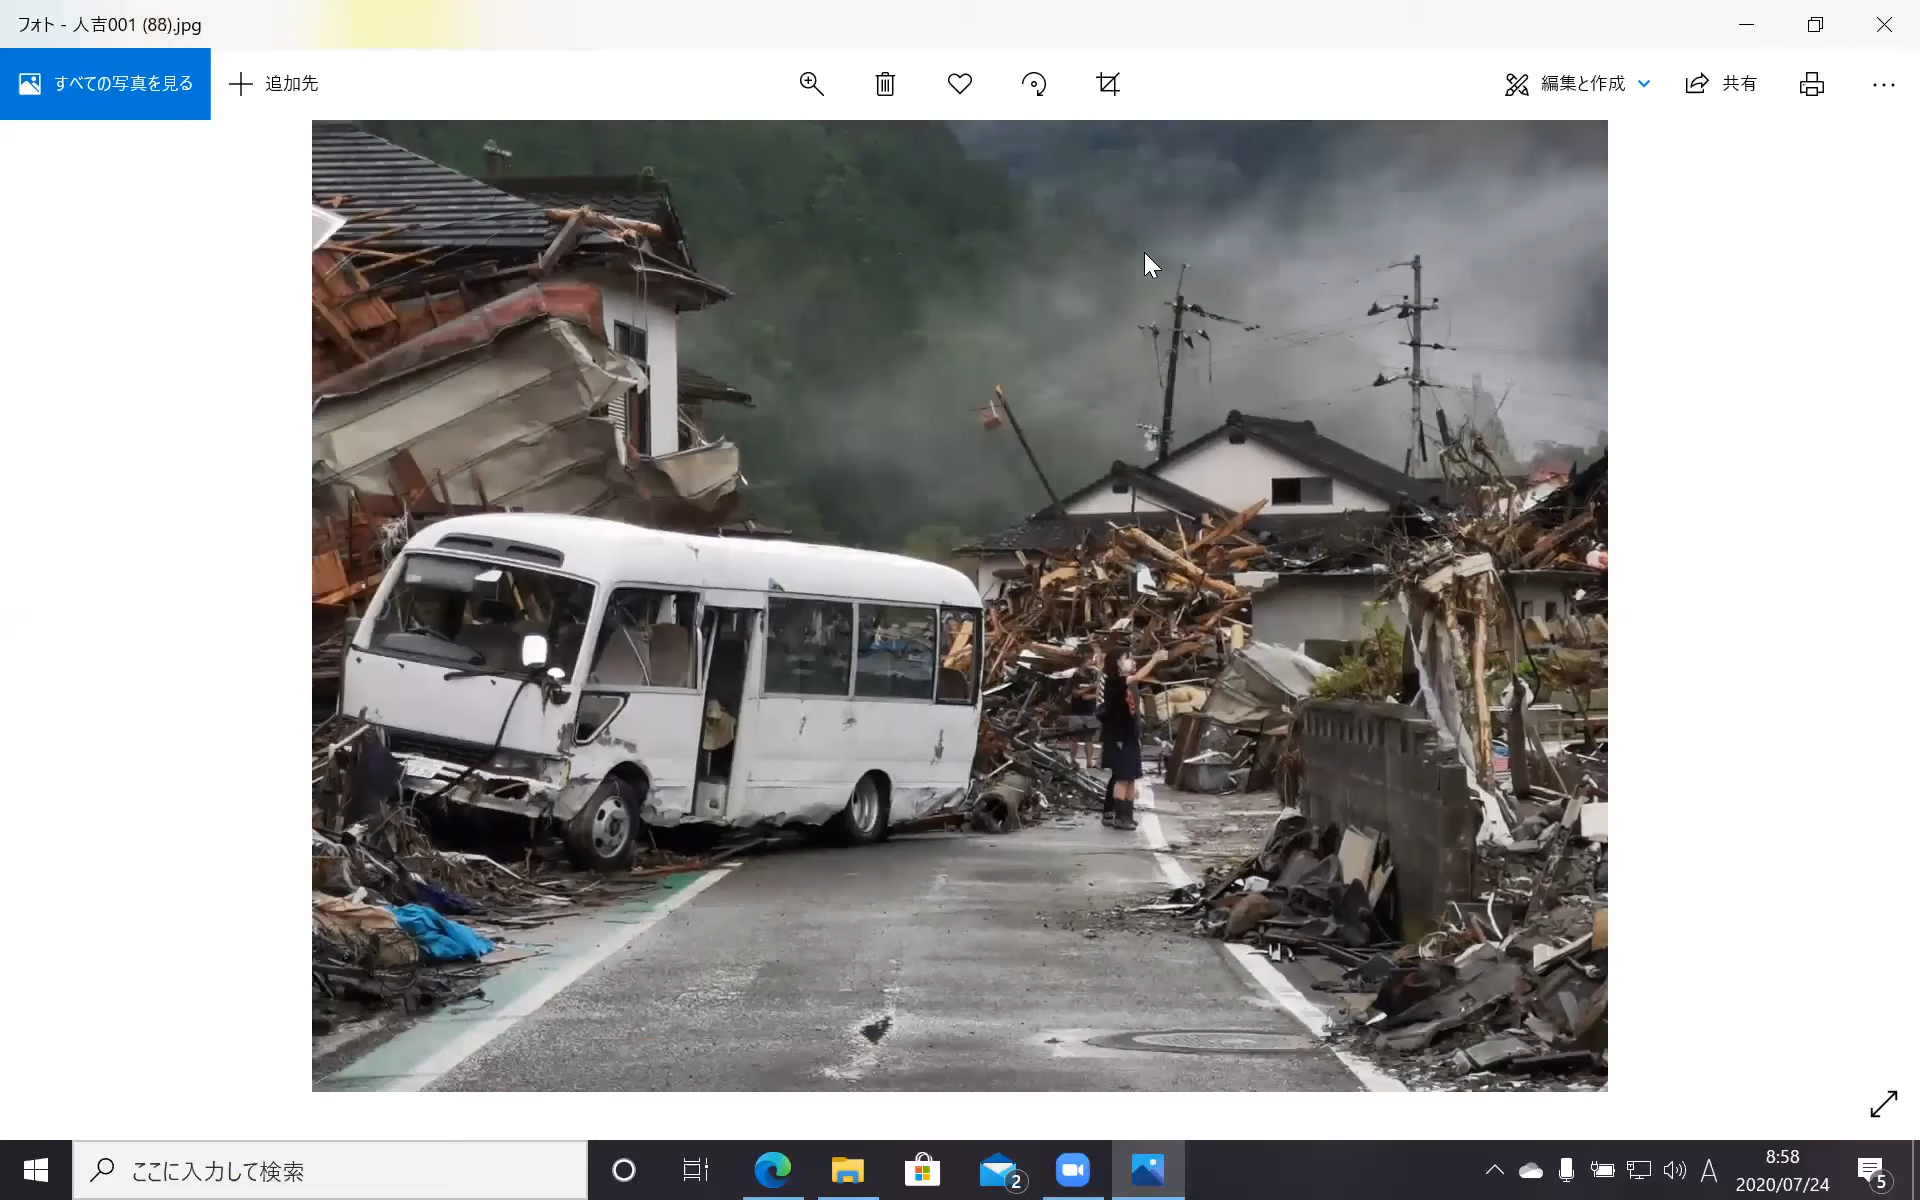 フォト - 人吉001 (88).jpg
すべての写真を見る
追加先
編集と作成
共有
ここに入力して検索
2
A
8:58
2020/07/24
5